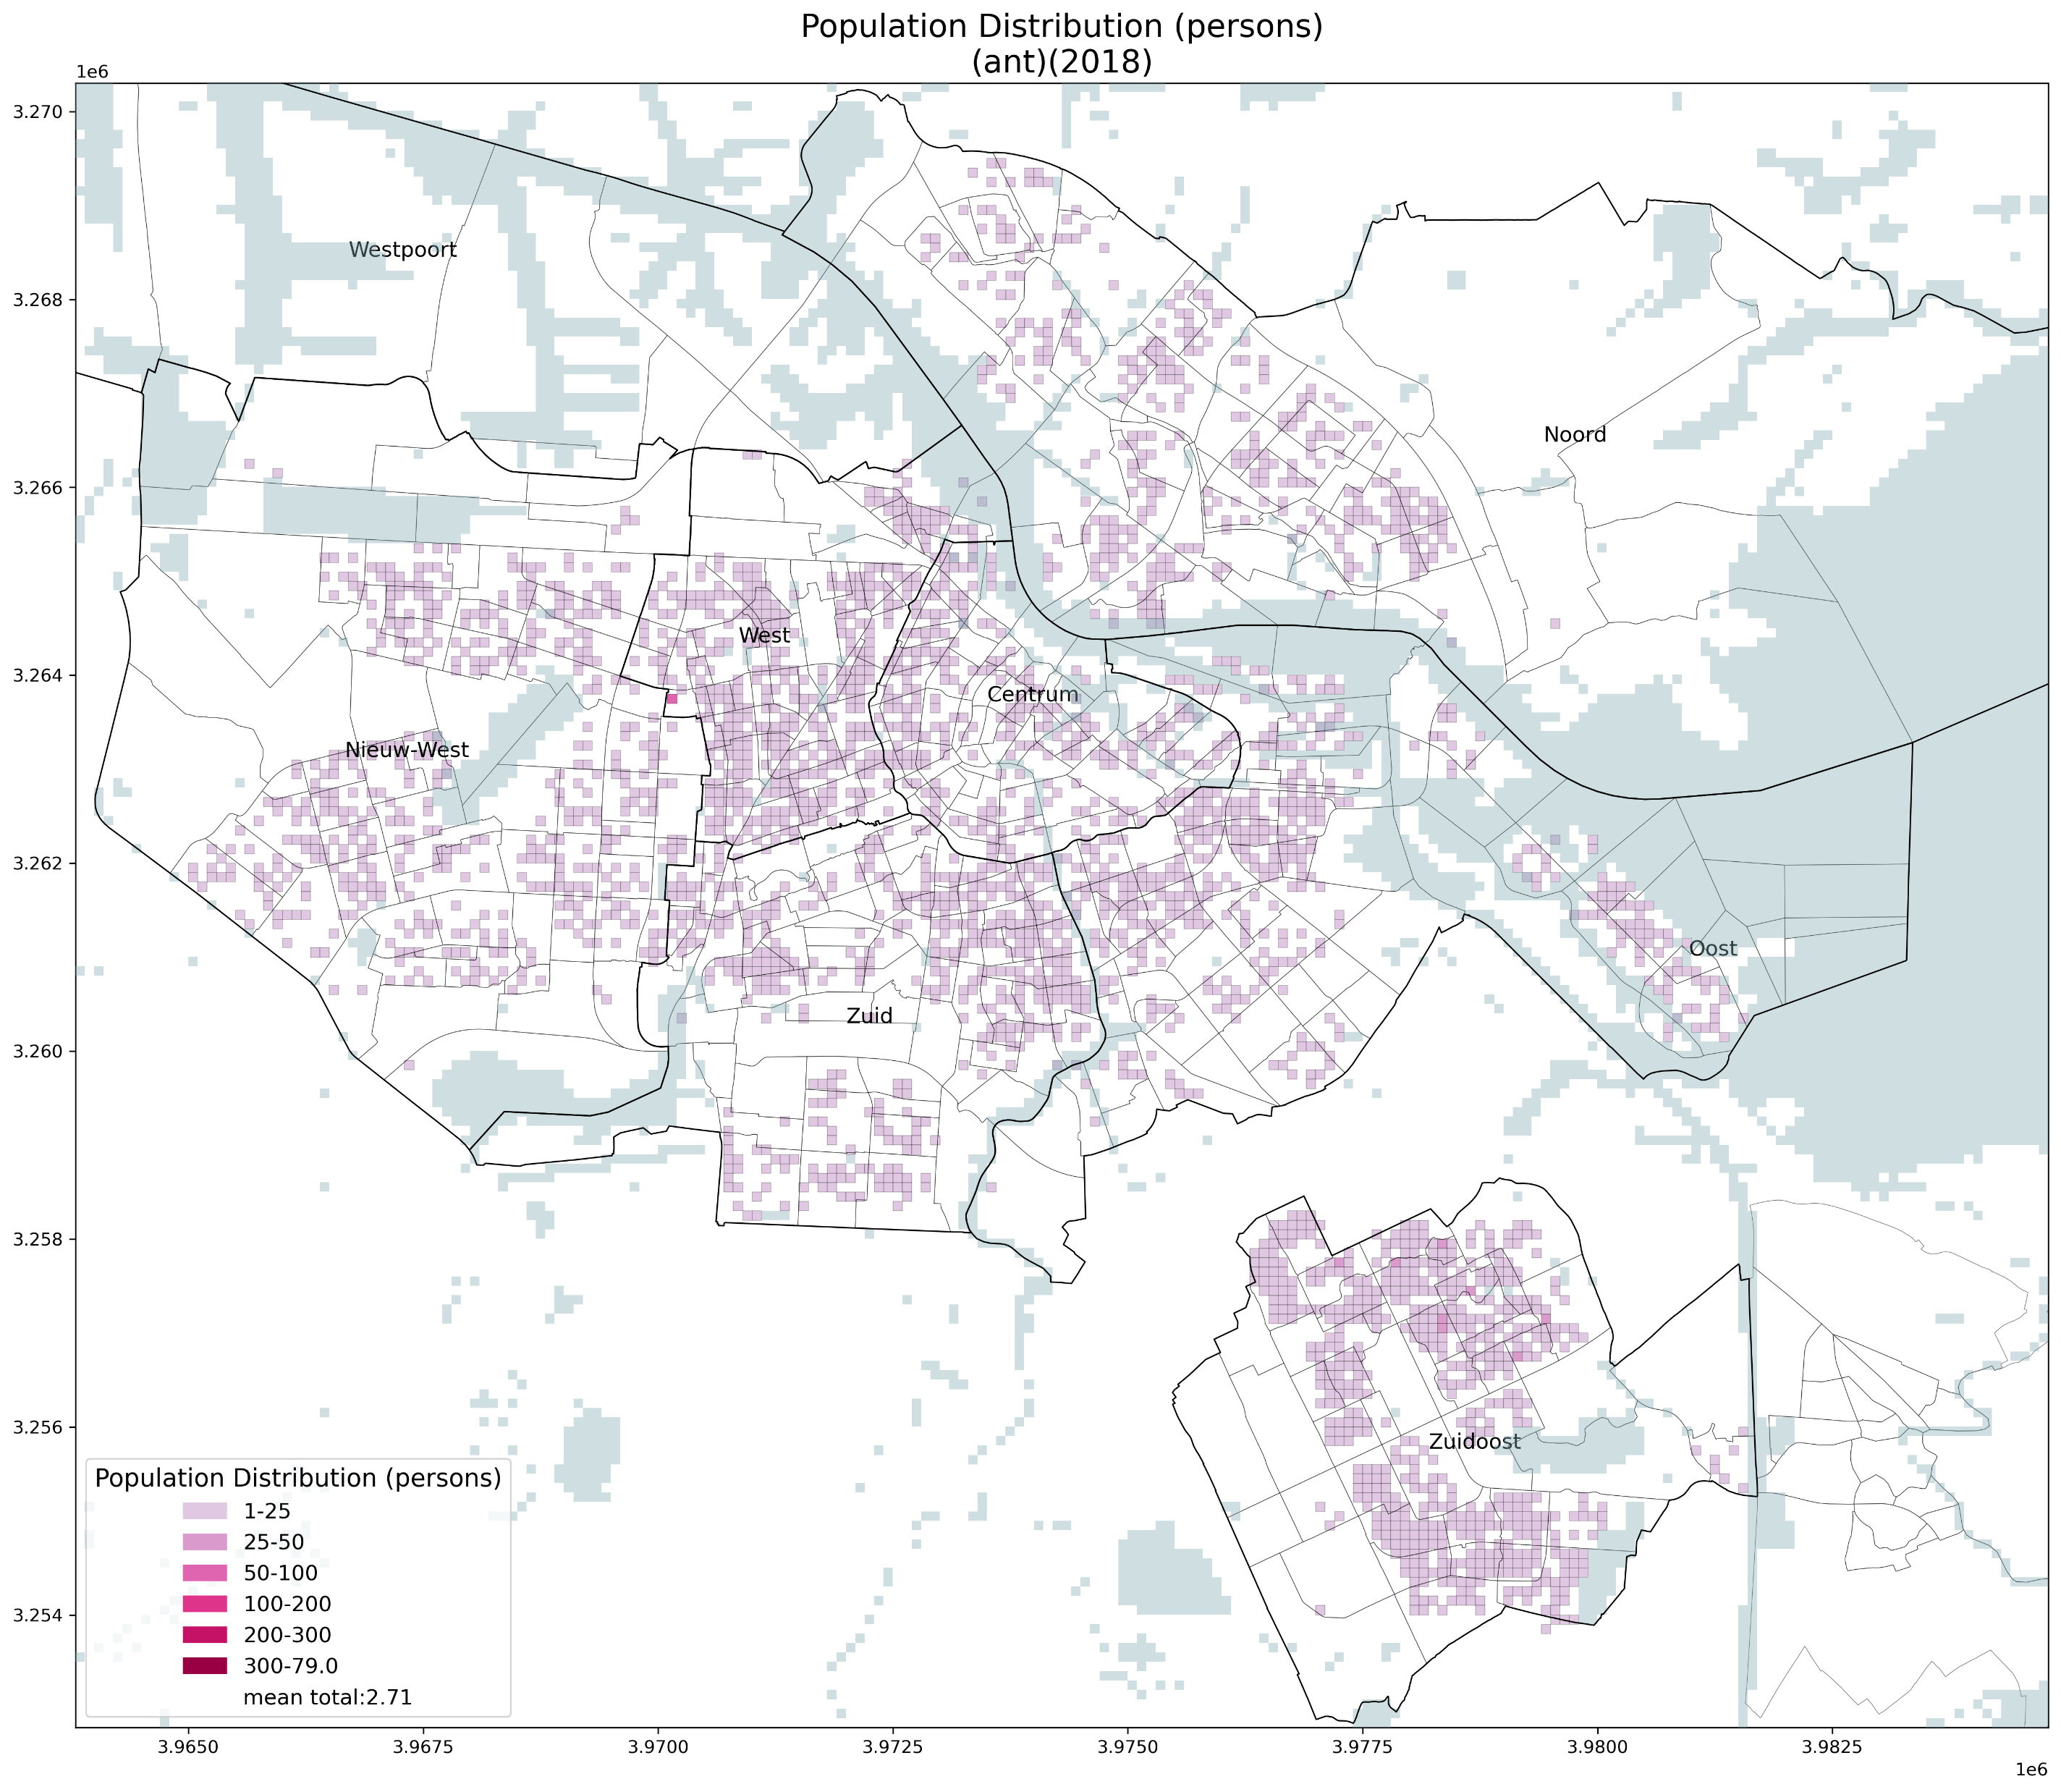 Population Distribution (persons)
(ant)(2018)
1e6
3.270
3.268
3.266
3.264
3.262
3.260
3.258
3.256
3.254
Westpoort
Noord
West
Centrum
Nieuw-West
Oost
Zuid
Zuidoost
Population Distribution (persons)
1-25
25-50
50-100
100-200
200-300
300-79.0
mean total:2.71
3.9650
3.9675
3.9700
3.9725
3.9750
3.9775
3.9800
3.9825
1e6